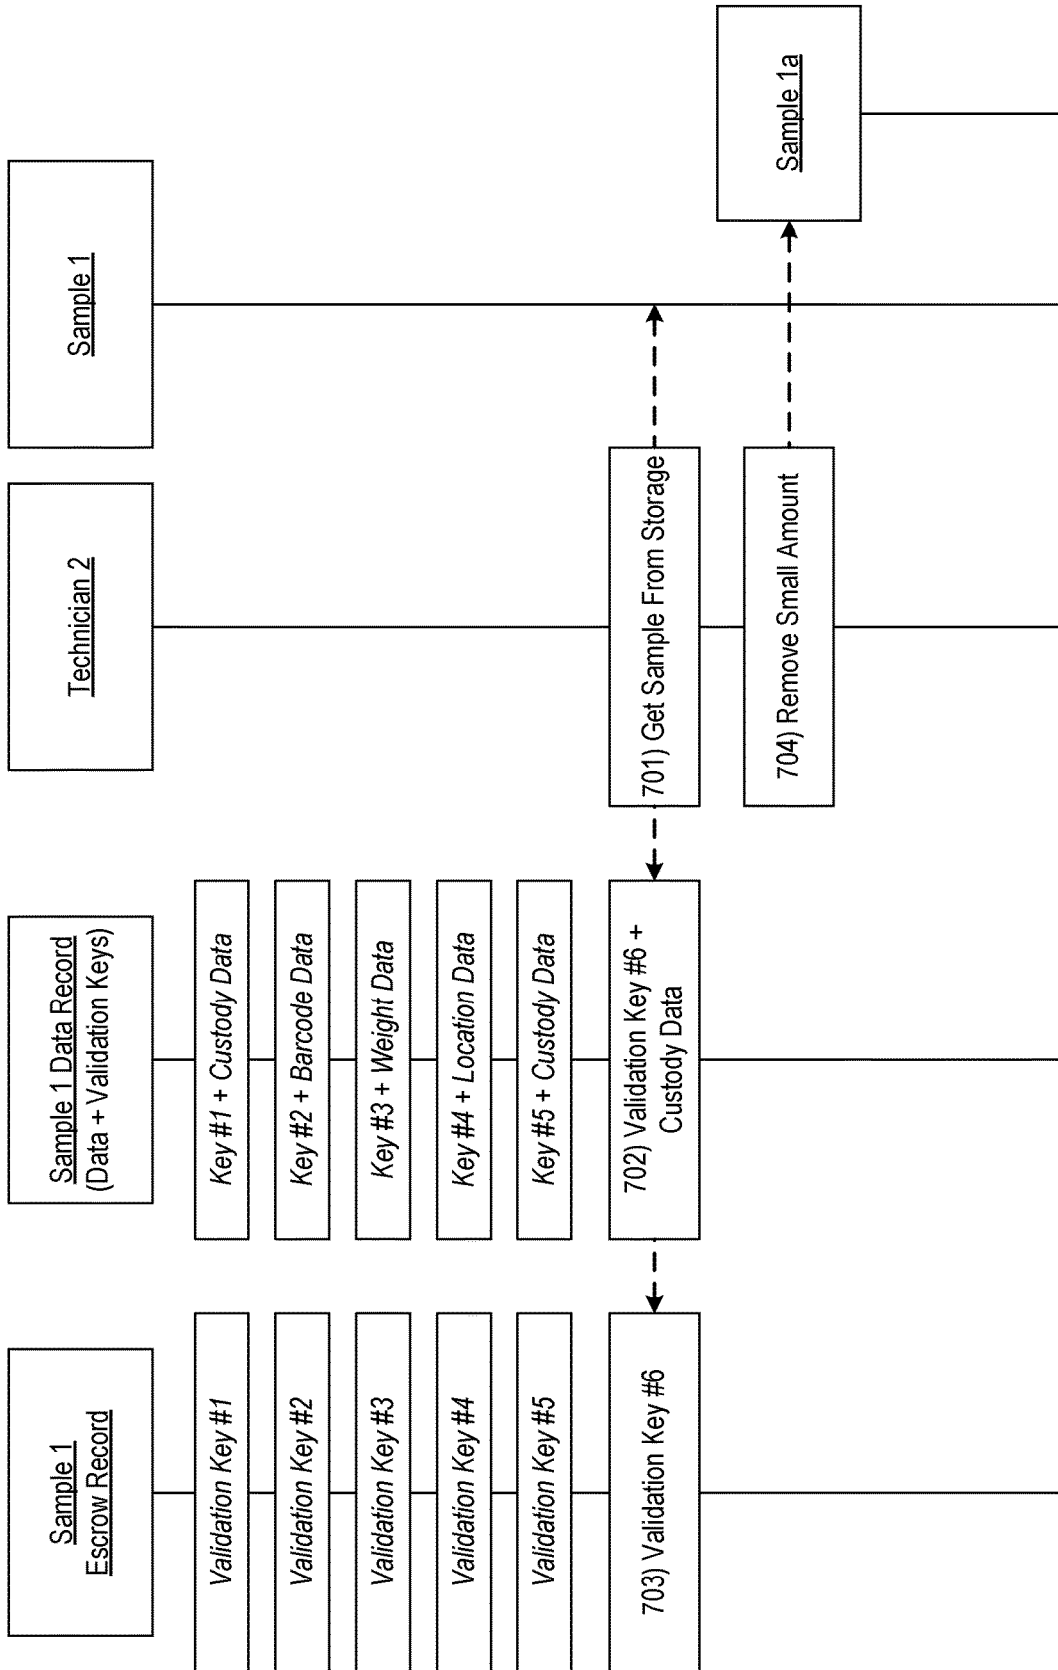 Sample 1
Escrow Record
Sample 1 Data Record
(Data + Validation Keys)
Technician 2
Sample 1
Validation Key #1
Key #1 + Custody Data
Validation Key #2
Key #2 + Barcode Data
Validation Key #3
Key #3 + Weight Data
Validation Key #4
Key #4 + Location Data
Validation Key #5
Key #5 + Custody Data
703) Validation Key #6
702) Validation Key #6 +
Custody Data
701) Get Sample From Storage
704) Remove Small Amount
Sample 1a